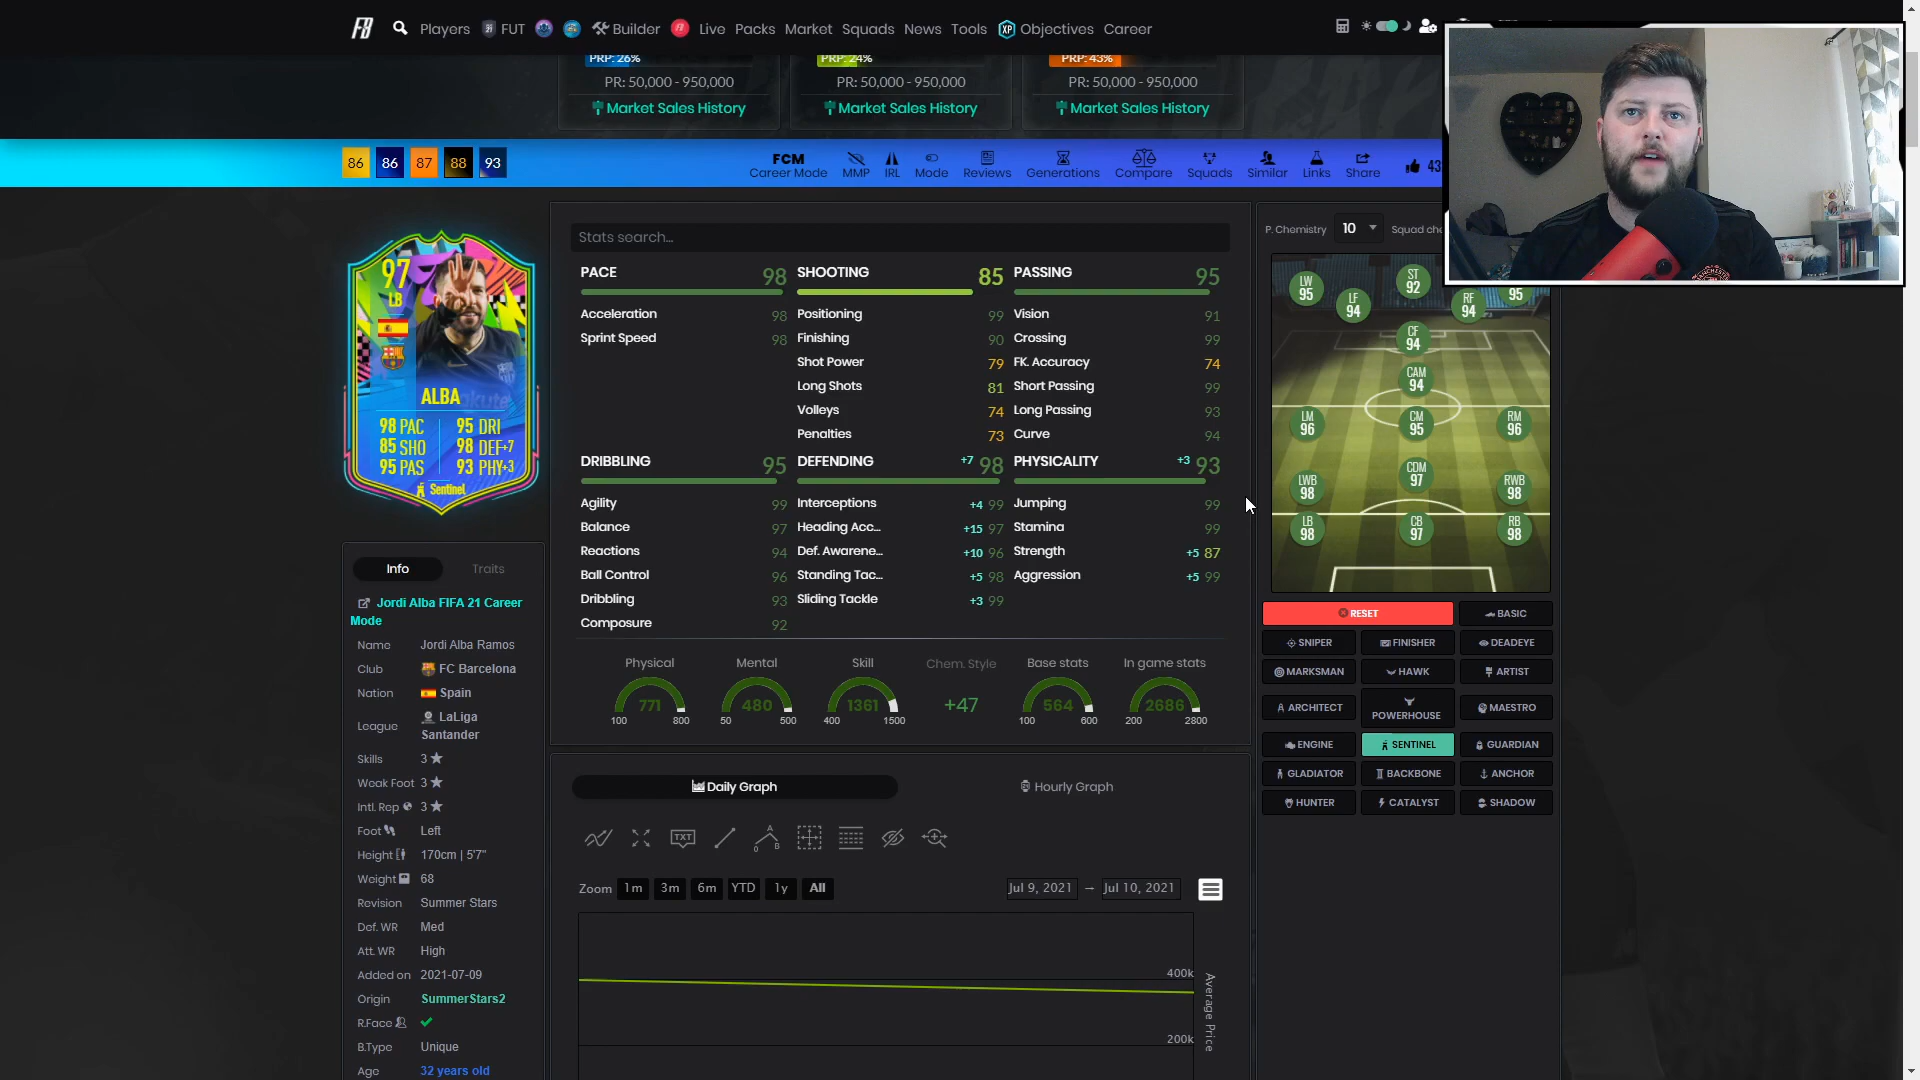 Players FUT Builder Live Packs Market Squads News Tools XP Objectives Career
PRP: 26% PRP: 24% PRP: 43%
PR: 50,000 - 950,000 PR: 50,000 - 950,000 PR: 50,000 - 950,000
Market Sales History Market Sales History Market Sales History
86 86 87 88 93
FCM
Career Mode MMP IRL Mode Reviews Generations Compare Squads Similar Links Share 43
97
LB
ALBA
98 PAC 95 DRI
85 SHO 98 DEF+7
95 PAS 93 PHY+3
Sentinel
Stats search...
PACE 98 SHOOTING 85 PASSING 95
Acceleration 98 Positioning 99 Vision 91
Sprint Speed 98 Finishing 90 Crossing 99
Shot Power 79 FK. Accuracy 74
Long Shots 81 Short Passing 99
Volleys 74 Long Passing 93
Penalties 73 Curve 94
DRIBBLING 95 DEFENDING +7 98 PHYSICALITY +3 93
Agility 99 Interceptions +4 99 Jumping 99
Balance 97 Heading Acc... +15 97 Stamina 99
Reactions 94 Def. Awarene... +10 96 Strength +5 87
Ball Control 96 Standing Tac... +5 98 Aggression +5 99
Dribbling 93 Sliding Tackle +3 99
Composure 92
Physical Mental Skill Chem. Style Base stats In game stats
771 480 1361 +47 564 2686
100 800 50 500 400 1500 100 600 200 2800
P. Chemistry 10 Squad che
LW 95
ST 92
95
LF 94
RF 94
CF 94
CAM 94
LM 96
CM 95
RM 96
CDM 97
LWB 98
RWB 98
LB 98
CB 97
RB 98
RESET BASIC
SNIPER FINISHER DEADEYE
MARKSMAN HAWK ARTIST
ARCHITECT POWERHOUSE MAESTRO
ENGINE SENTINEL GUARDIAN
GLADIATOR BACKBONE ANCHOR
HUNTER CATALYST SHADOW
Info Traits
Jordi Alba FIFA 21 Career
Mode
Name Jordi Alba Ramos
Club FC Barcelona
Nation Spain
League LaLiga
Santander
Skills 3
Weak Foot 3
Intl. Rep 3
Foot Left
Height 170cm | 5'7"
Weight 68
Revision Summer Stars
Def. WR Med
Att. WR High
Added on 2021-07-09
Origin SummerStars2
R.Face
B.Type Unique
Age 32 years old
Daily Graph Hourly Graph
TXT
A
0 B
Zoom 1m 3m 6m YTD 1y All Jul 9, 2021 → Jul 10, 2021
400k
200k
Average Price